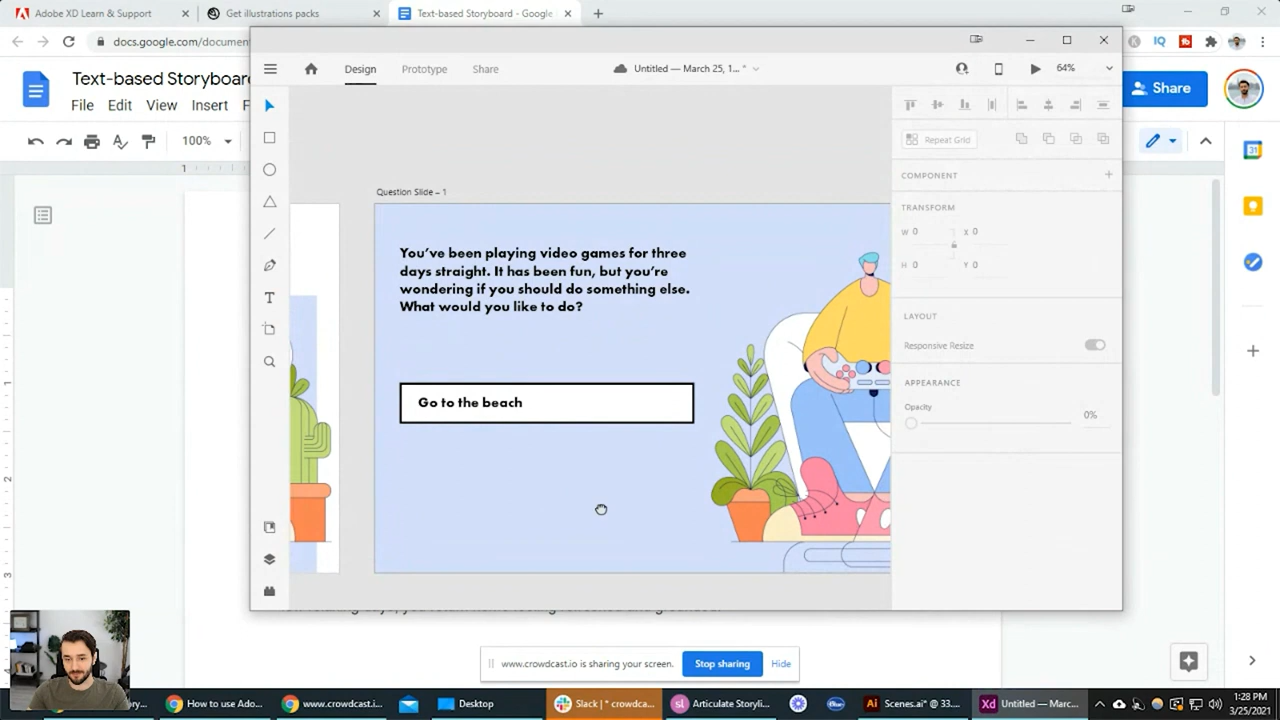 Adobe XD Learn & Support
Get illustrations packs
Text-based Storyboard - Google
docs.google.com/documen
Design
Prototype
Share
Untitled — March 25, 1... *
64%
Text-based Storyboard
File Edit View Insert
Share
100%
Repeat Grid
COMPONENT
TRANSFORM
W 0
X 0
H 0
Y 0
LAYOUT
Responsive Resize
APPEARANCE
Opacity
0%
Question Slide – 1
You've been playing video games for three
days straight. It has been fun, but you're
wondering if you should do something else.
What would you like to do?
Go to the beach
www.crowdcast.io is sharing your screen.
Stop sharing
Hide
How to use Ado...
www.crowdcast.i...
Desktop
Slack | * crowdca...
Articulate Storyli...
Scenes.ai* @ 33....
Untitled — Marc...
1:28 PM
3/25/2021